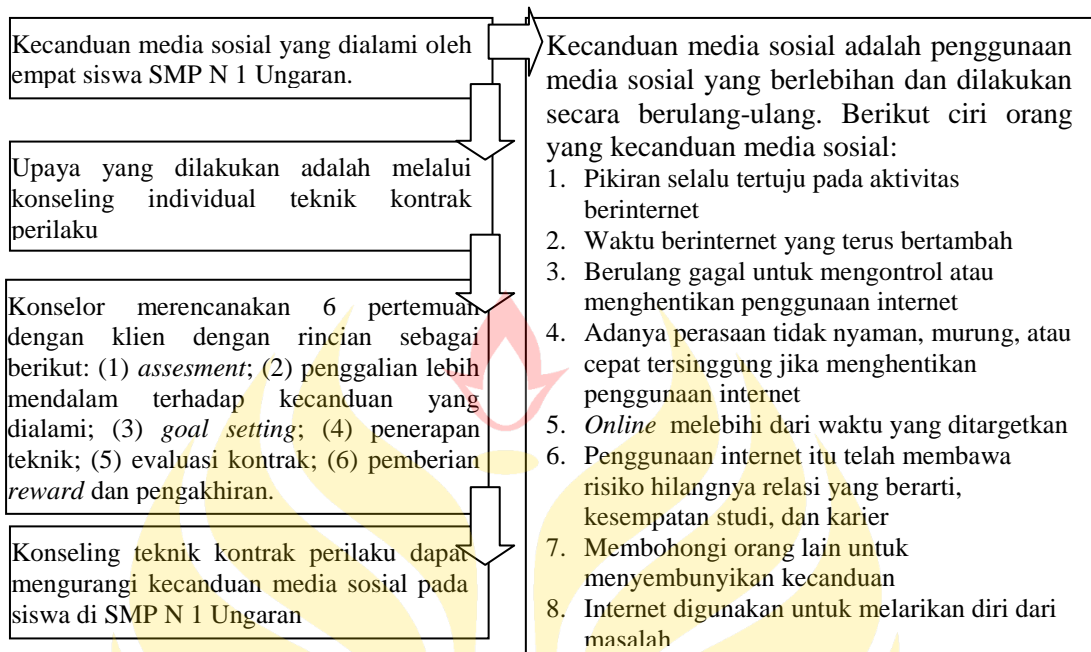 Kecanduan media sosial yang dialami oleh
empat siswa SMP N 1 Ungaran.
Upaya yang dilakukan adalah melalui
konseling individual teknik kontrak
perilaku
Konselor merencanakan 6 pertemuan
dengan klien dengan rincian sebagai
berikut: (1) assesment; (2) penggalian lebih
mendalam terhadap kecanduan yang
dialami; (3) goal setting; (4) penerapan
teknik; (5) evaluasi kontrak; (6) pemberian
reward dan pengakhiran.
Konseling teknik kontrak perilaku dapat
mengurangi kecanduan media sosial pada
siswa di SMP N 1 Ungaran
Kecanduan media sosial adalah penggunaan
media sosial yang berlebihan dan dilakukan
secara berulang-ulang. Berikut ciri orang
yang kecanduan media sosial:
1. Pikiran selalu tertuju pada aktivitas
berinternet
2. Waktu berinternet yang terus bertambah
3. Berulang gagal untuk mengontrol atau
menghentikan penggunaan internet
4. Adanya perasaan tidak nyaman, murung, atau
cepat tersinggung jika menghentikan
penggunaan internet
5. Online melebihi dari waktu yang ditargetkan
6. Penggunaan internet itu telah membawa
risiko hilangnya relasi yang berarti,
kesempatan studi, dan karier
7. Membohongi orang lain untuk
menyembunyikan kecanduan
8. Internet digunakan untuk melarikan diri dari
masalah